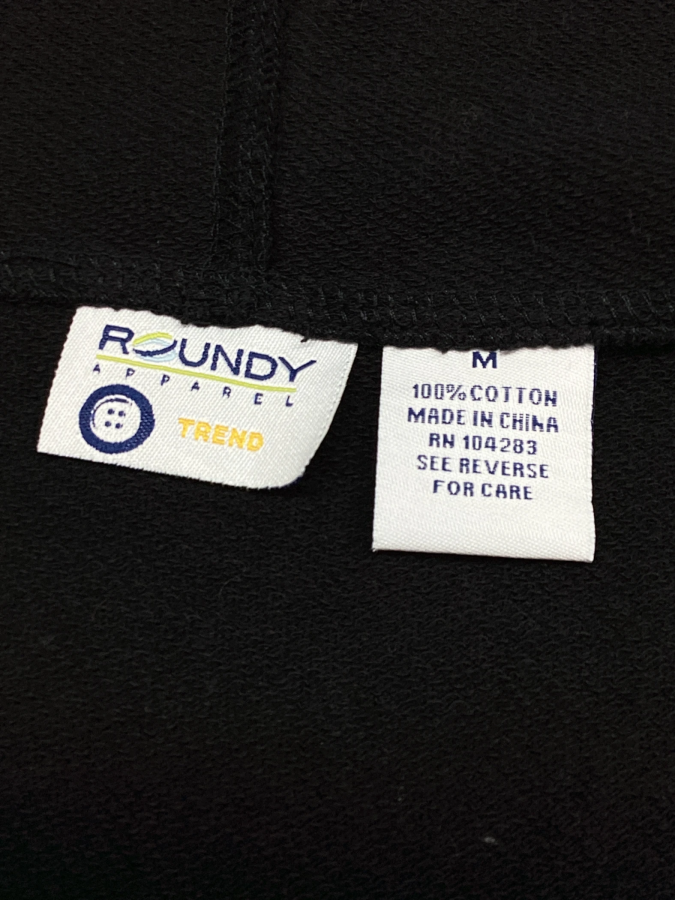 ROUNDY
APPAREL
TREND
M
100% COTTON
MADE IN CHINA
RN 104283
SEE REVERSE
FOR CARE